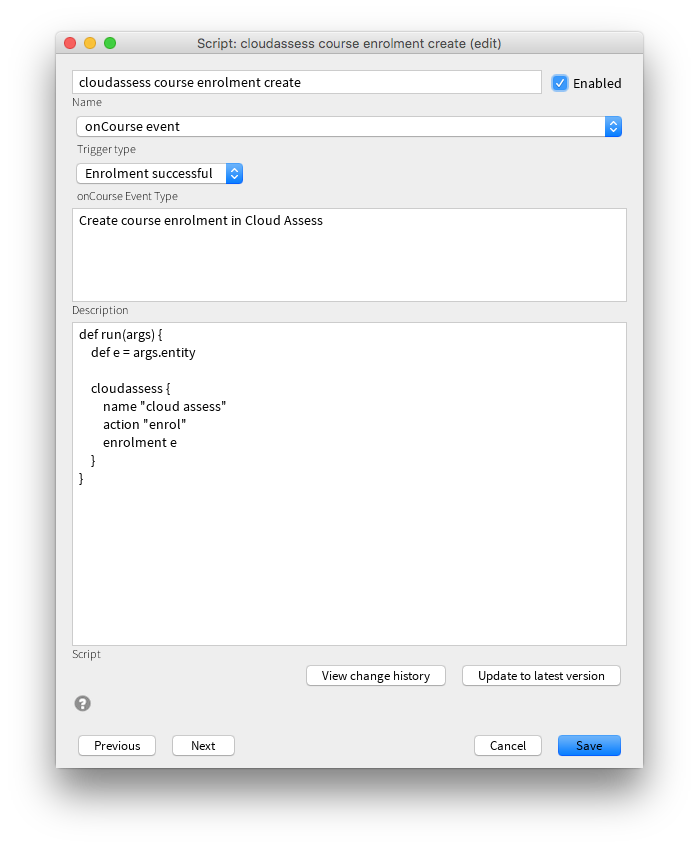 Script: cloudassess course enrolment create (edit)
cloudassess course enrolment create
Enabled
Name
onCourse event
Trigger type
Enrolment successful
onCourse Event Type
Create course enrolment in Cloud Assess
Description
def run(args) {
def e = args.entity
cloudassess {
name "cloud assess"
action "enrol"
enrolment e
}
}
Script
View change history
Update to latest version
?
Previous
Next
Cancel
Save